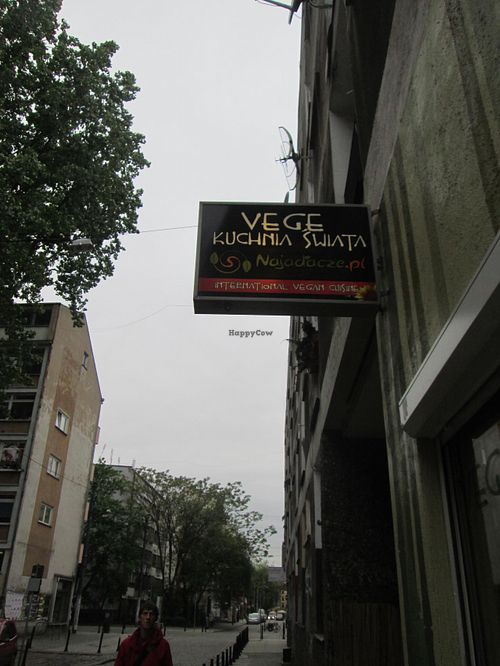 VEGE
KUCHNIA ŚWIATA
Najadacze.pl
INTERNATIONAL VEGAN CUISINE
HappyCow